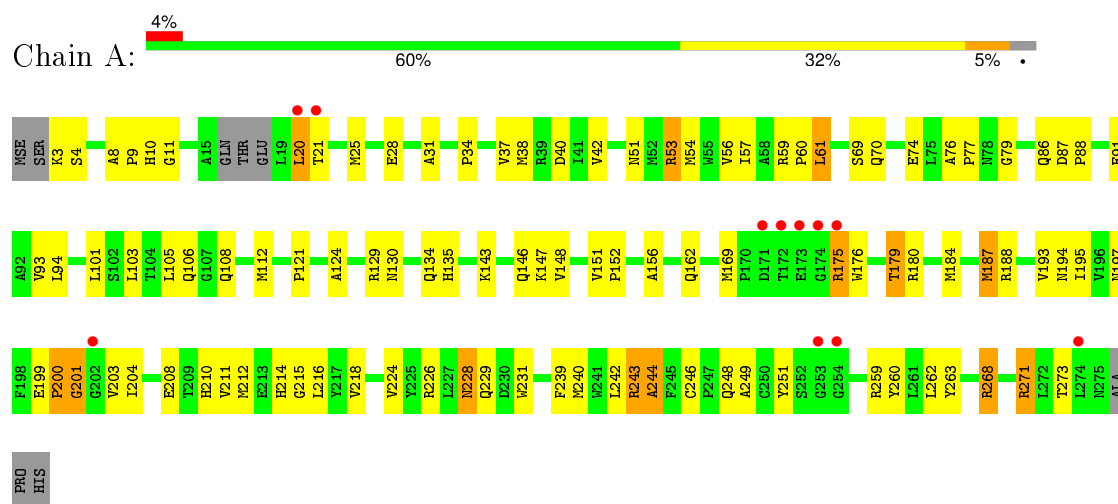 4%
Chain A:
60% 32% 5% •
MSE SER K3 S4 A8 P9 H10 G11 A15 GLN THR GLU L19 L20 T21 M25 E28 A31 P34 V37 M38 R39 D40 I41 V42 N51 M52 R53 M54 W55 V56 I57 A58 R59 P60 L61 S69 Q70 E74 L75 A76 P77 N78 G79 Q86 D87 P88
A92 V93 L94 L101 S102 L103 T104 L105 Q106 G107 Q108 M112 P121 A124 R129 N130 Q134 H135 K143 Q146 K147 V148 V151 P152 A156 Q162 M169 P170 D171 T172 E173 G174 R175 W176 T179 R180 M184 M187 R188 V193 N194 I195 V196
F198 E199 P200 G201 G202 V203 I204 E208 T209 H210 V211 M212 E213 H214 G215 L216 Y217 V218 V224 Y225 R226 L227 N228 Q229 D230 W231 F239 M240 W241 L242 R243 A244 F245 C246 P247 Q248 A249 C250 Y251 S252 G253 G254 R259 L261 L262 Y263 R268 R271 L272 T273 L274 N275 ALA
PRO HIS